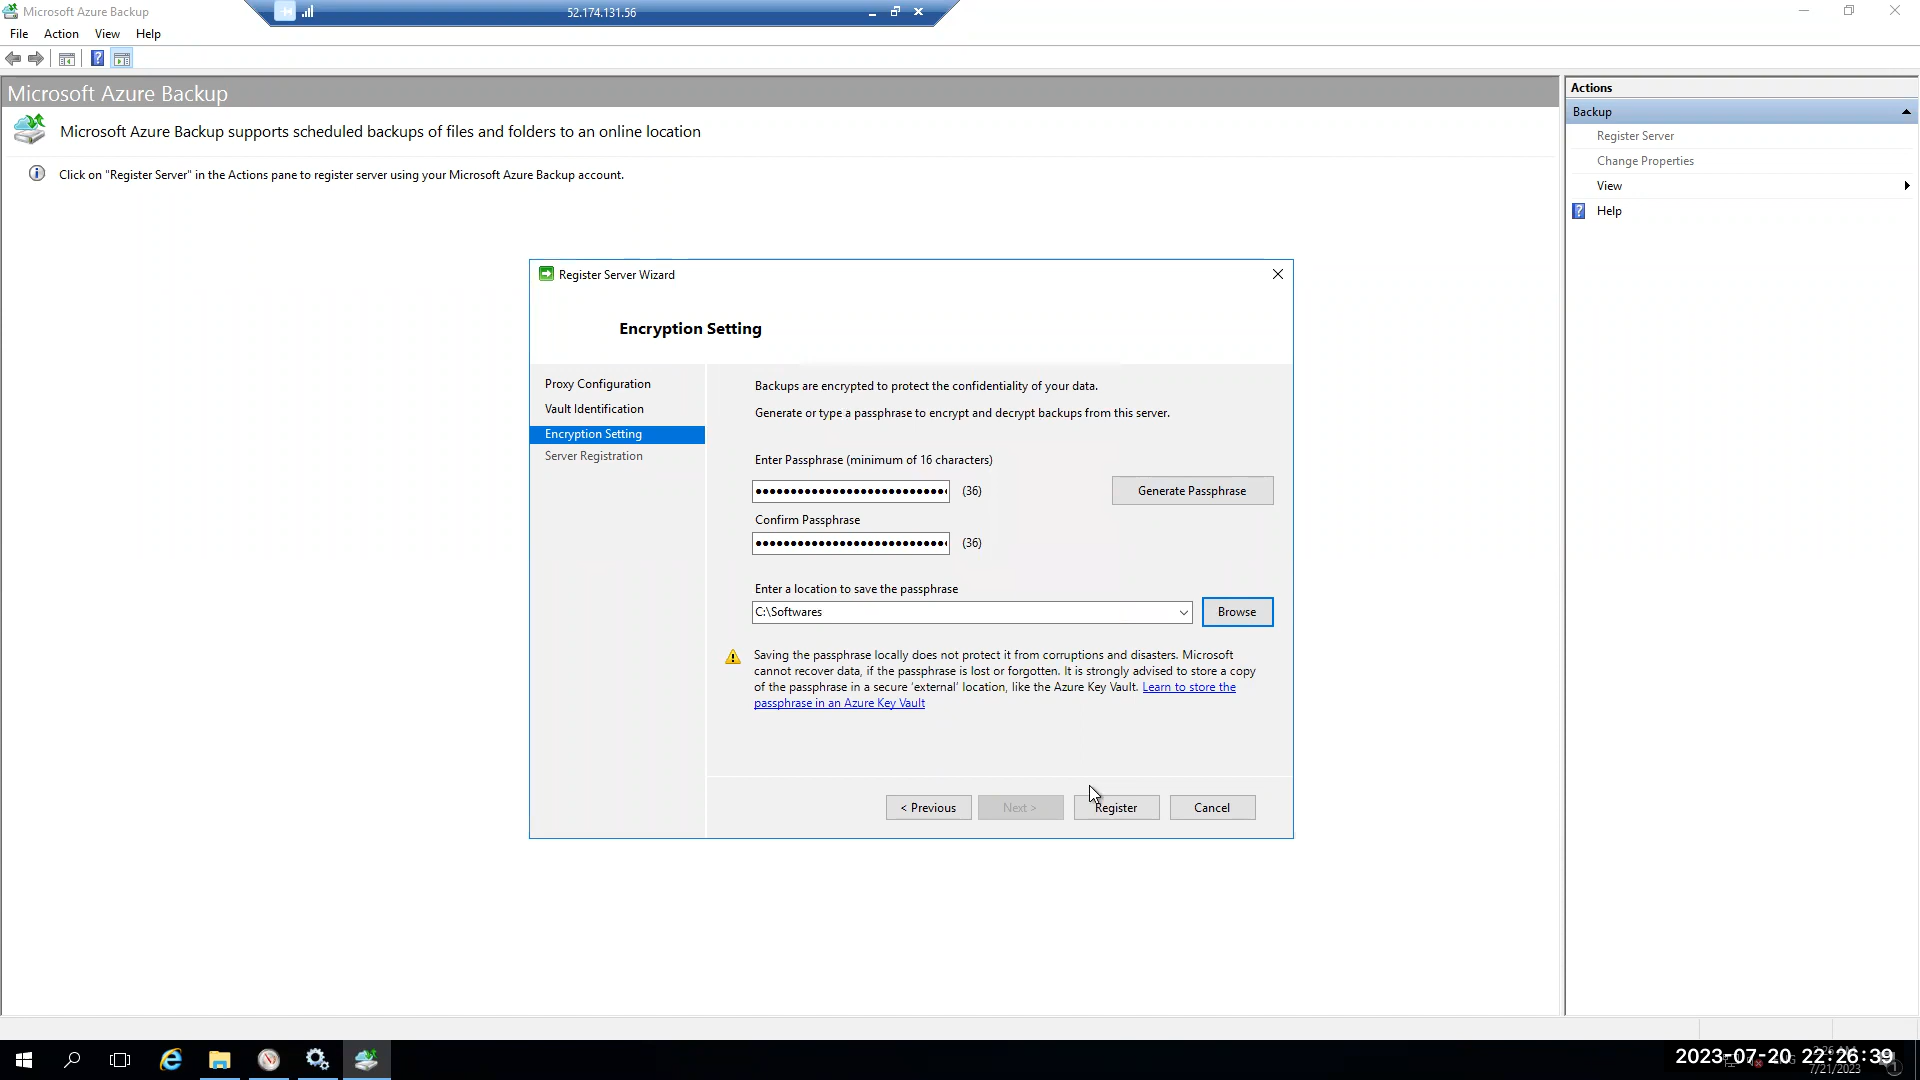 Microsoft Azure Backup
52.174.131.56
File Action View Help
Microsoft Azure Backup
Microsoft Azure Backup supports scheduled backups of files and folders to an online location
Click on "Register Server" in the Actions pane to register server using your Microsoft Azure Backup account.
Actions
Backup
Register Server
Change Properties
View
Help
Register Server Wizard
Encryption Setting
Proxy Configuration
Vault Identification
Encryption Setting
Server Registration
Backups are encrypted to protect the confidentiality of your data.
Generate or type a passphrase to encrypt and decrypt backups from this server.
Enter Passphrase (minimum of 16 characters)
(36)
Generate Passphrase
Confirm Passphrase
(36)
Enter a location to save the passphrase
C:\Softwares
Browse
Saving the passphrase locally does not protect it from corruptions and disasters. Microsoft
cannot recover data, if the passphrase is lost or forgotten. It is strongly advised to store a copy
of the passphrase in a secure 'external' location, like the Azure Key Vault. Learn to store the
passphrase in an Azure Key Vault
< Previous
Next >
Register
Cancel
2023-07-20 22:26:39
7/21/2023